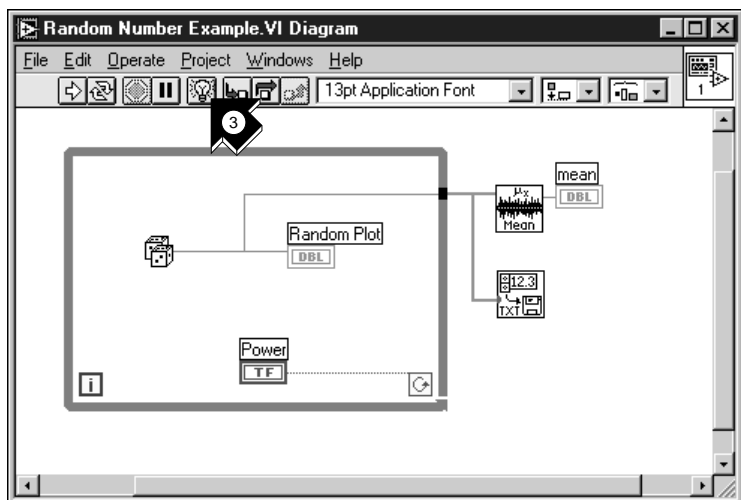 Random Number Example.VI Diagram
File Edit Operate Project Windows Help
13pt Application Font
1
3
mean
DBL
μx
Mean
Random Plot
DBL
12.3
TXT
Power
TF
i